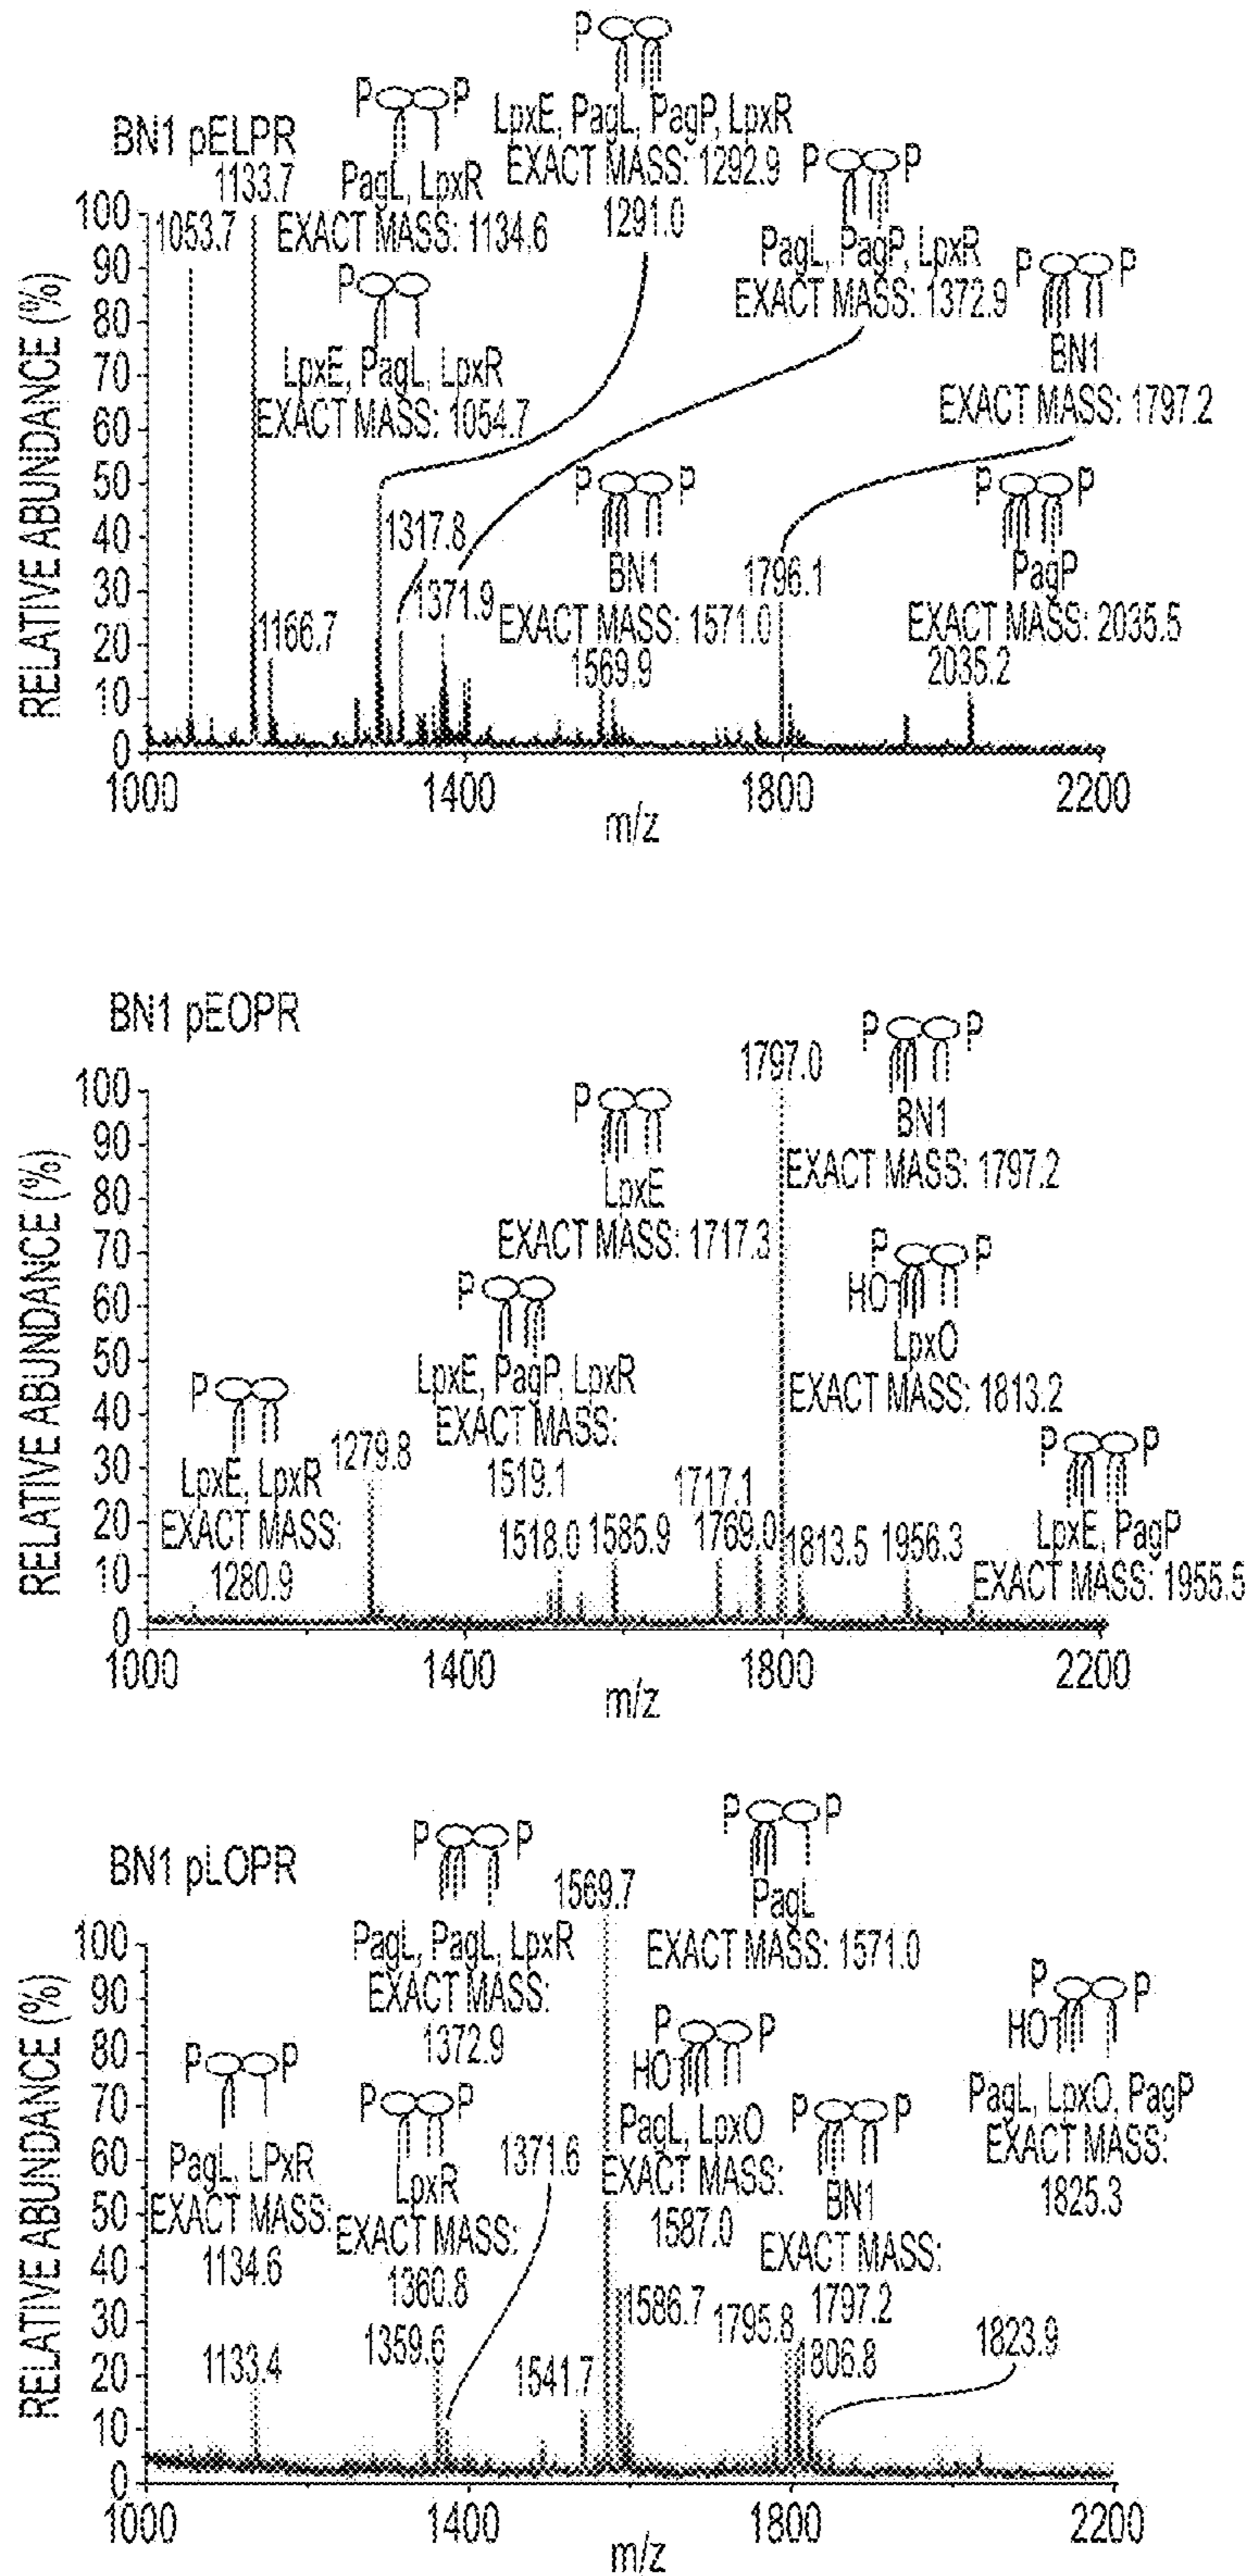 BN1 pELPR
P P
PagL, LpxR
EXACT MASS: 1134.6
P
LpxE, PagL, PagP, LpxR
EXACT MASS: 1292.9
1291.0
P P
PagL, PagP, LpxR
EXACT MASS: 1372.9
P P
BN1
EXACT MASS: 1797.2
P
LpxE, PagL, LpxR
EXACT MASS: 1054.7
P P
BN1
EXACT MASS: 1571.0
P P
PagP
EXACT MASS: 2035.5
1053.7
1133.7
1166.7
1317.8
1371.9
1569.9
1796.1
2035.2
RELATIVE ABUNDANCE (%)
100
90
80
70
60
50
40
30
20
10
0
1000 1400 1800 2200
m/z
BN1 pEOPR
P
LpxE, LpxR
EXACT MASS:
1280.9
P
LpxE, PagP, LpxR
EXACT MASS:
1519.1
P
LpxE
EXACT MASS: 1717.3
P P
BN1
EXACT MASS: 1797.2
P P
HO
LpxO
EXACT MASS: 1813.2
P P
LpxE, PagP
EXACT MASS: 1955.5
1279.8
1518.0
1585.9
1717.1
1769.0
1797.0
1813.5
1956.3
RELATIVE ABUNDANCE (%)
100
90
80
70
60
50
40
30
20
10
0
1000 1400 1800 2200
m/z
BN1 pLOPR
P P
PagL, LPxR
EXACT MASS:
1134.6
P P
PagL, PagL, LpxR
EXACT MASS:
1372.9
P P
LpxR
EXACT MASS:
1360.8
P P
PagL
EXACT MASS: 1571.0
P P
HO
PagL, LpxO
EXACT MASS:
1587.0
P P
BN1
EXACT MASS:
1797.2
P P
HO
PagL, LpxO, PagP
EXACT MASS:
1825.3
1133.4
1359.6
1371.6
1541.7
1569.7
1586.7
1795.8
1806.8
1823.9
RELATIVE ABUNDANCE (%)
100
90
80
70
60
50
40
30
20
10
0
1000 1400 1800 2200
m/z